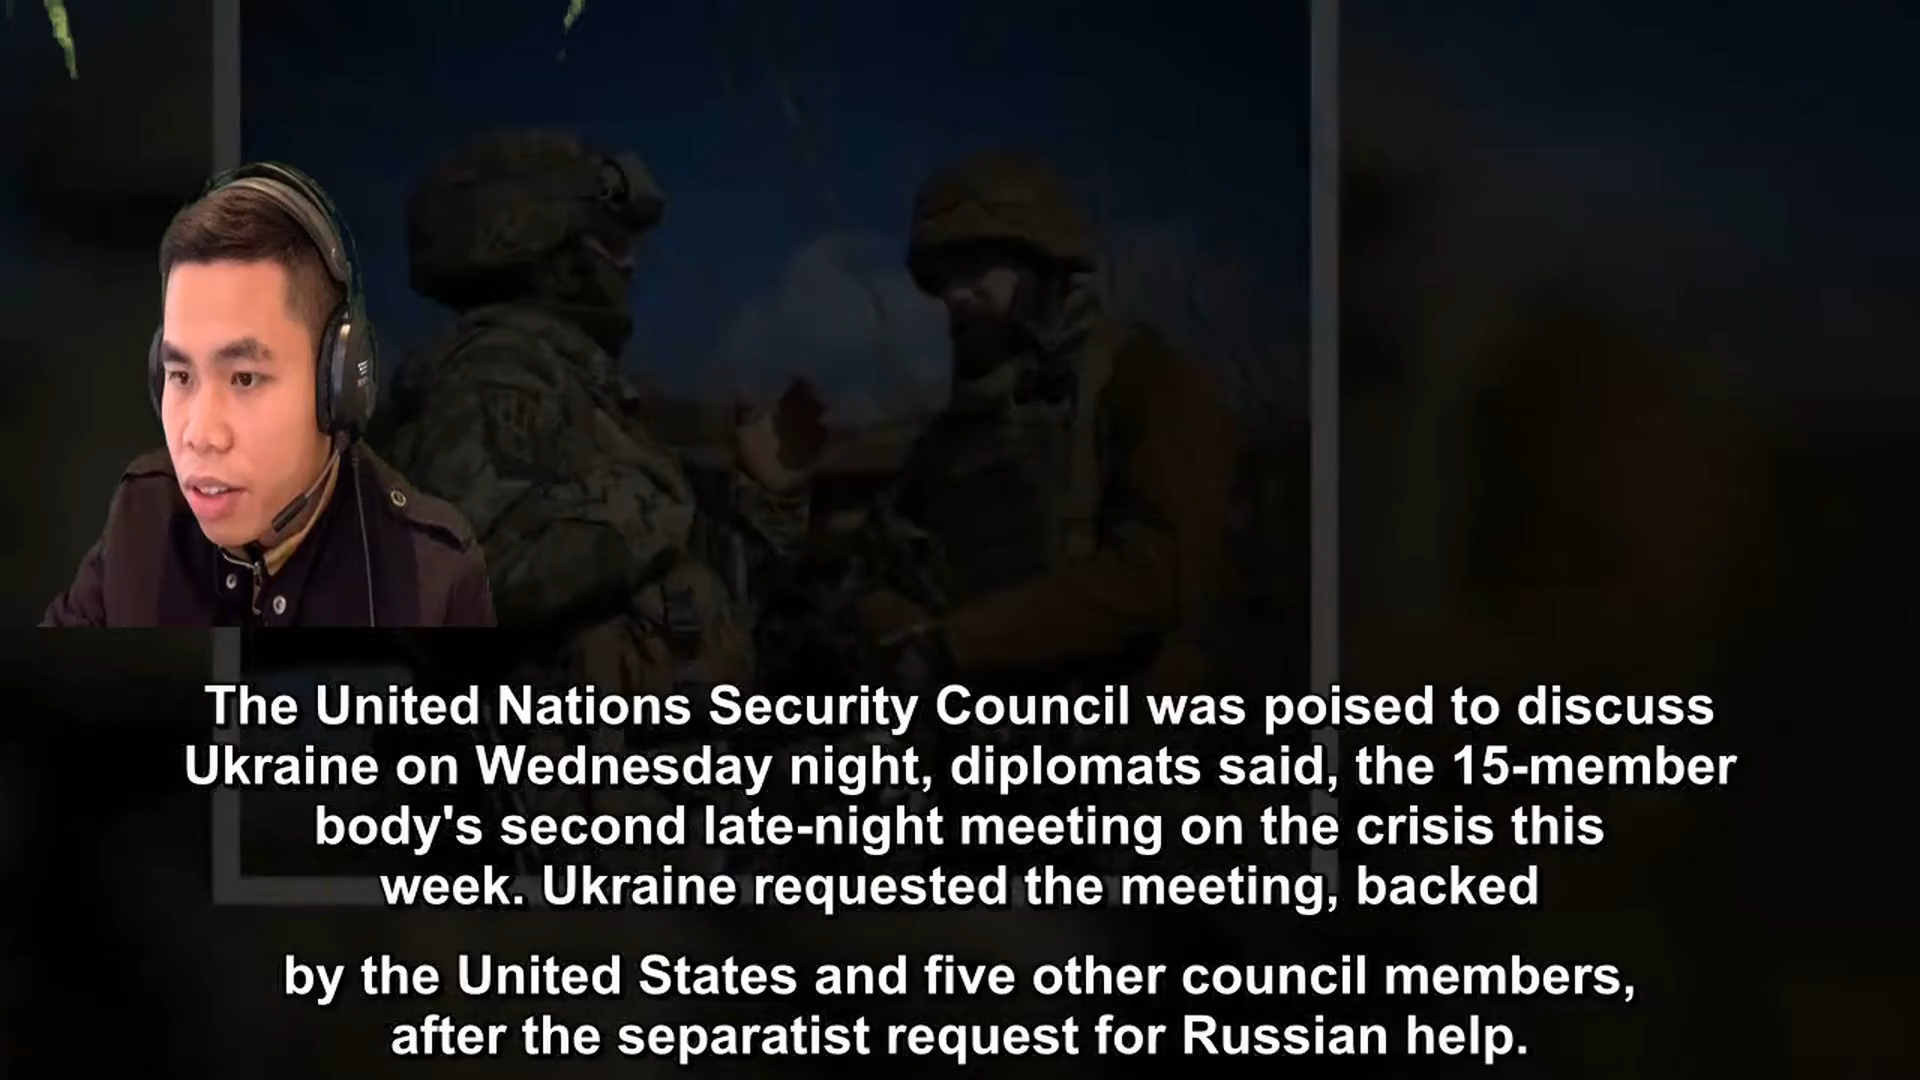 The United Nations Security Council was poised to discuss
Ukraine on Wednesday night, diplomats said, the 15-member
body's second late-night meeting on the crisis this
week. Ukraine requested the meeting, backed
by the United States and five other council members,
after the separatist request for Russian help.